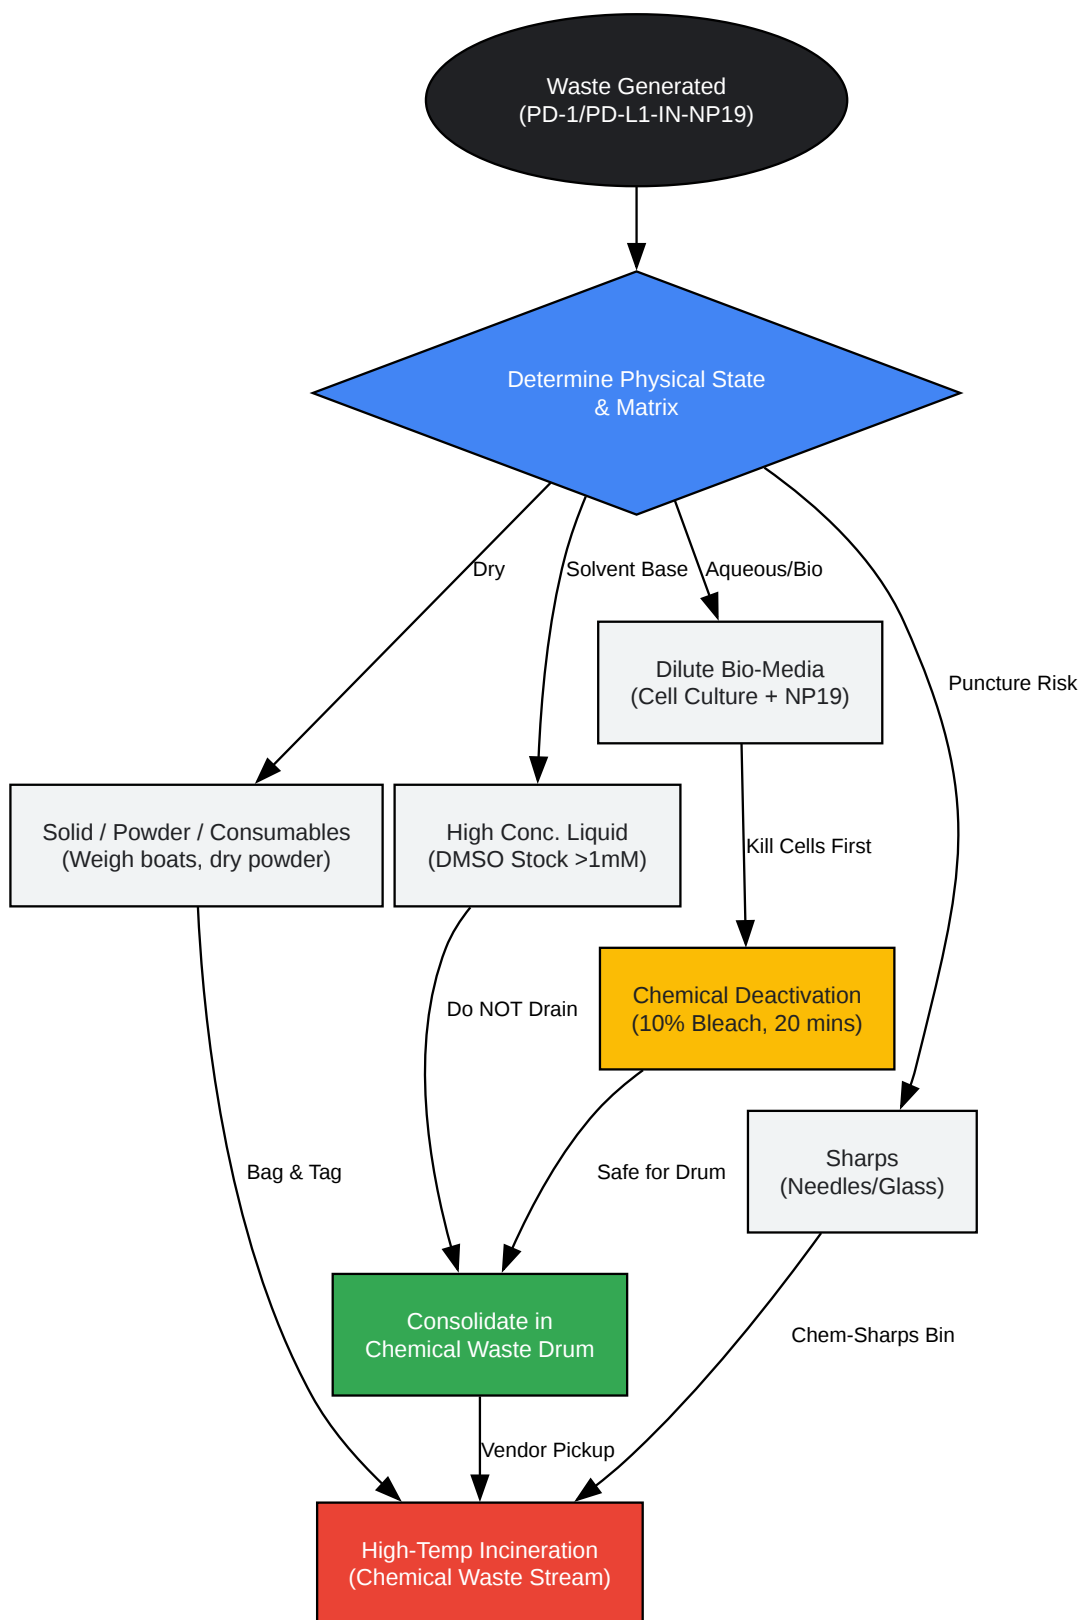 Waste Generated
(PD-1/PD-L1-IN-NP19)
Determine Physical State
& Matrix
Dry
Solvent Base
Aqueous/Bio
Puncture Risk
Dilute Bio-Media
(Cell Culture + NP19)
Solid / Powder / Consumables
(Weigh boats, dry powder)
High Conc. Liquid
(DMSO Stock >1mM)
Kill Cells First
Chemical Deactivation
(10% Bleach, 20 mins)
Do NOT Drain
Bag & Tag
Safe for Drum
Sharps
(Needles/Glass)
Consolidate in
Chemical Waste Drum
Chem-Sharps Bin
Vendor Pickup
High-Temp Incineration
(Chemical Waste Stream)